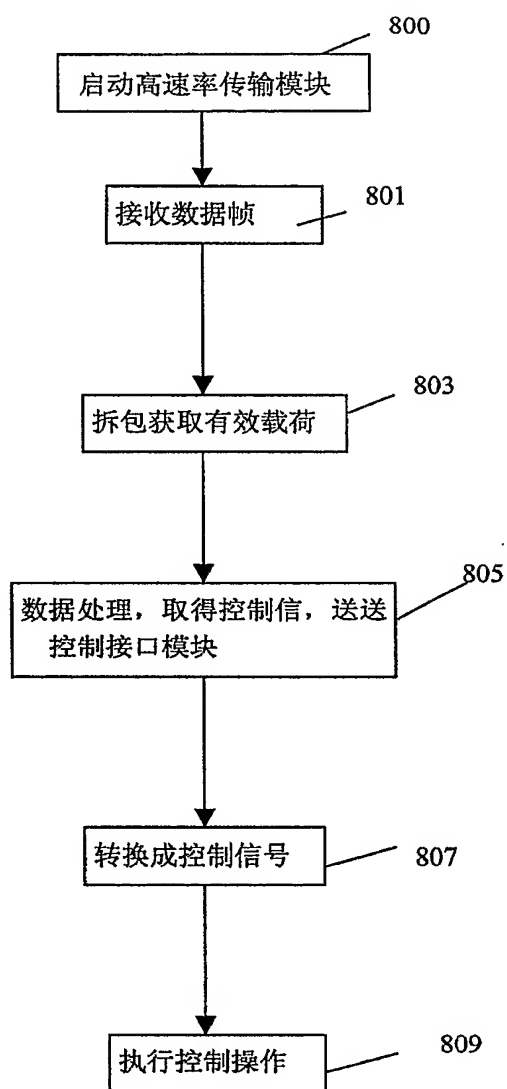 800
启动高速率传输模块
801
接收数据帧
803
拆包获取有效载荷
805
数据处理，取得控制信，送送
控制接口模块
转换成控制信号
807
执行控制操作
809